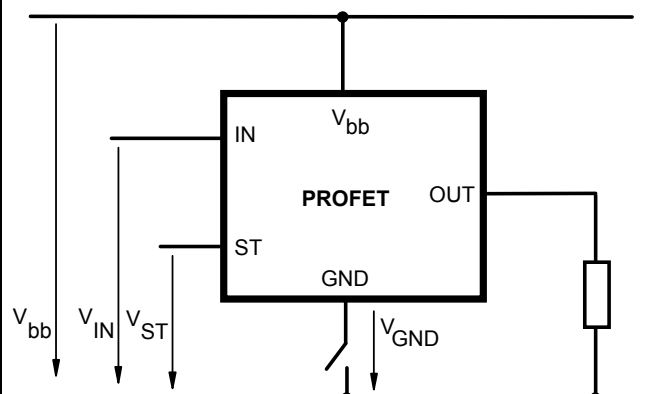 V_bb
IN
PROFET
OUT
ST
GND
V_bb
V_IN
V_ST
V_GND